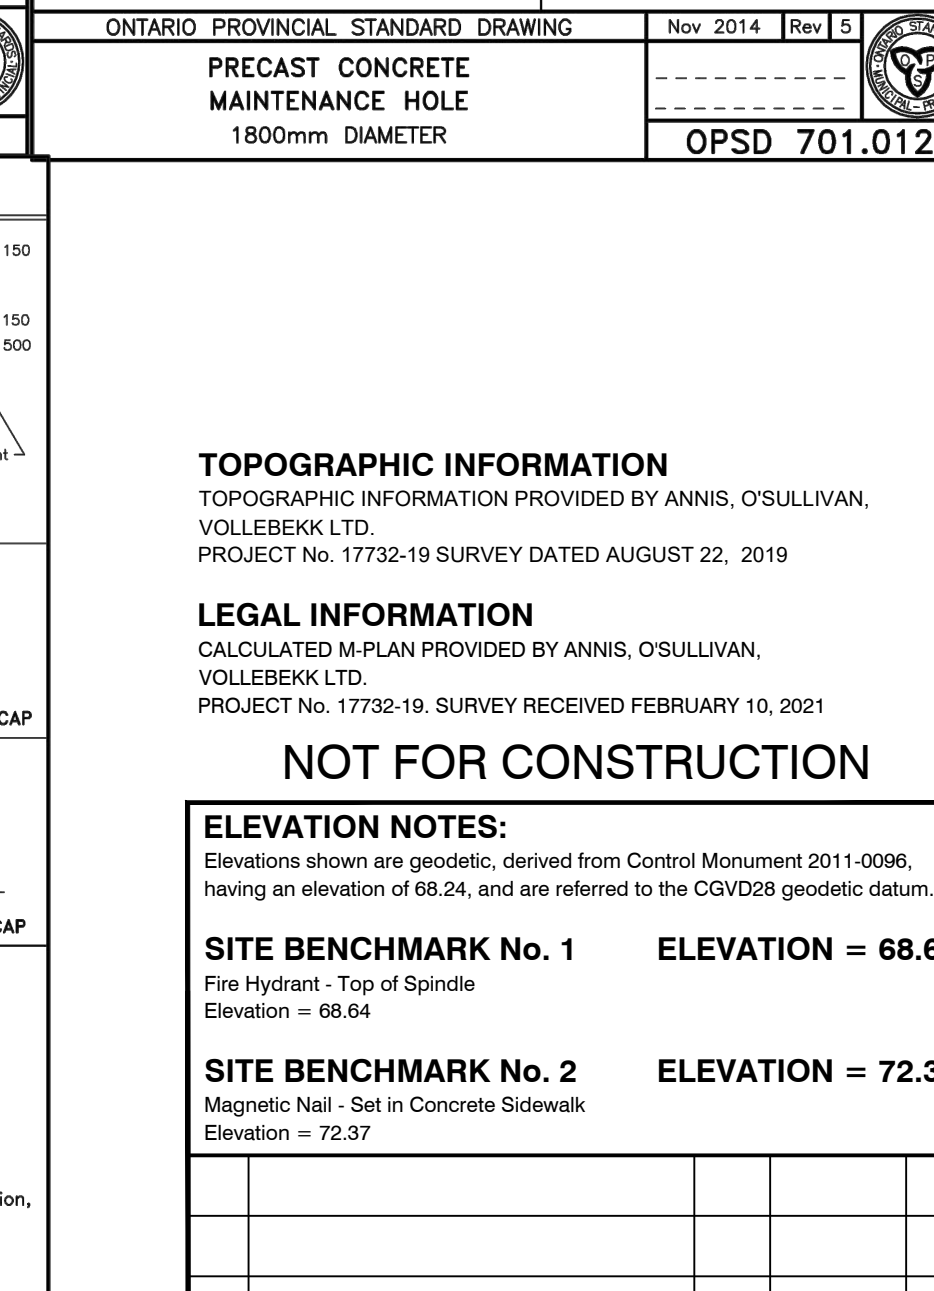 ONTARIO PROVINCIAL STANDARD DRAWING
Nov 2014 Rev 5
PRECAST CONCRETE
MAINTENANCE HOLE
1800mm DIAMETER
OPSD 701.012
150
150
500
CAP
CAP
TOPOGRAPHIC INFORMATION
TOPOGRAPHIC INFORMATION PROVIDED BY ANNIS, O'SULLIVAN,
VOLLEBEKK LTD.
PROJECT No. 17732-19 SURVEY DATED AUGUST 22, 2019
LEGAL INFORMATION
CALCULATED M-PLAN PROVIDED BY ANNIS, O'SULLIVAN,
VOLLEBEKK LTD.
PROJECT No. 17732-19. SURVEY RECEIVED FEBRUARY 10, 2021
NOT FOR CONSTRUCTION
ELEVATION NOTES:
Elevations shown are geodetic, derived from Control Monument 2011-0096,
having an elevation of 68.24, and are referred to the CGVD28 geodetic datum.
SITE BENCHMARK No. 1 ELEVATION = 68.6
Fire Hydrant - Top of Spindle
Elevation = 68.64
SITE BENCHMARK No. 2 ELEVATION = 72.3
Magnetic Nail - Set in Concrete Sidewalk
Elevation = 72.37